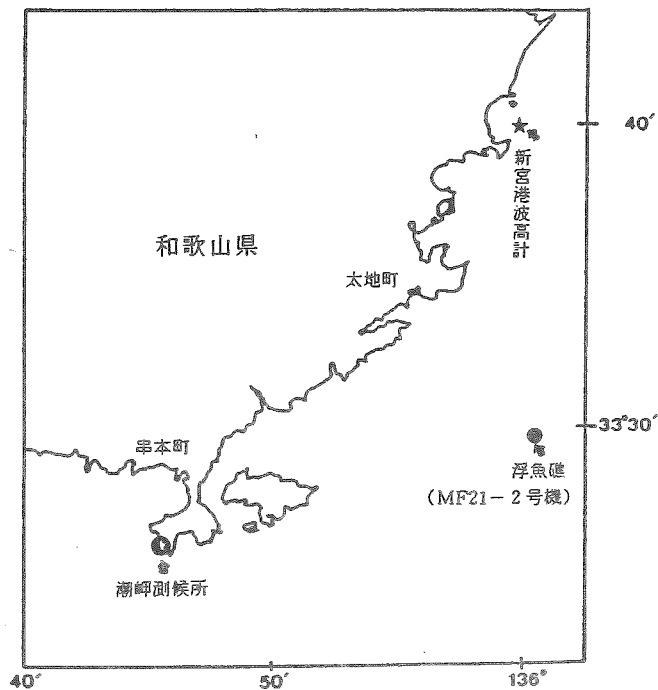 40′
新宮港波高計
和歌山県
太地町
33°30′
串本町
浮魚礁
(MF21-2号機)
潮岬測候所
40′
50′
136°